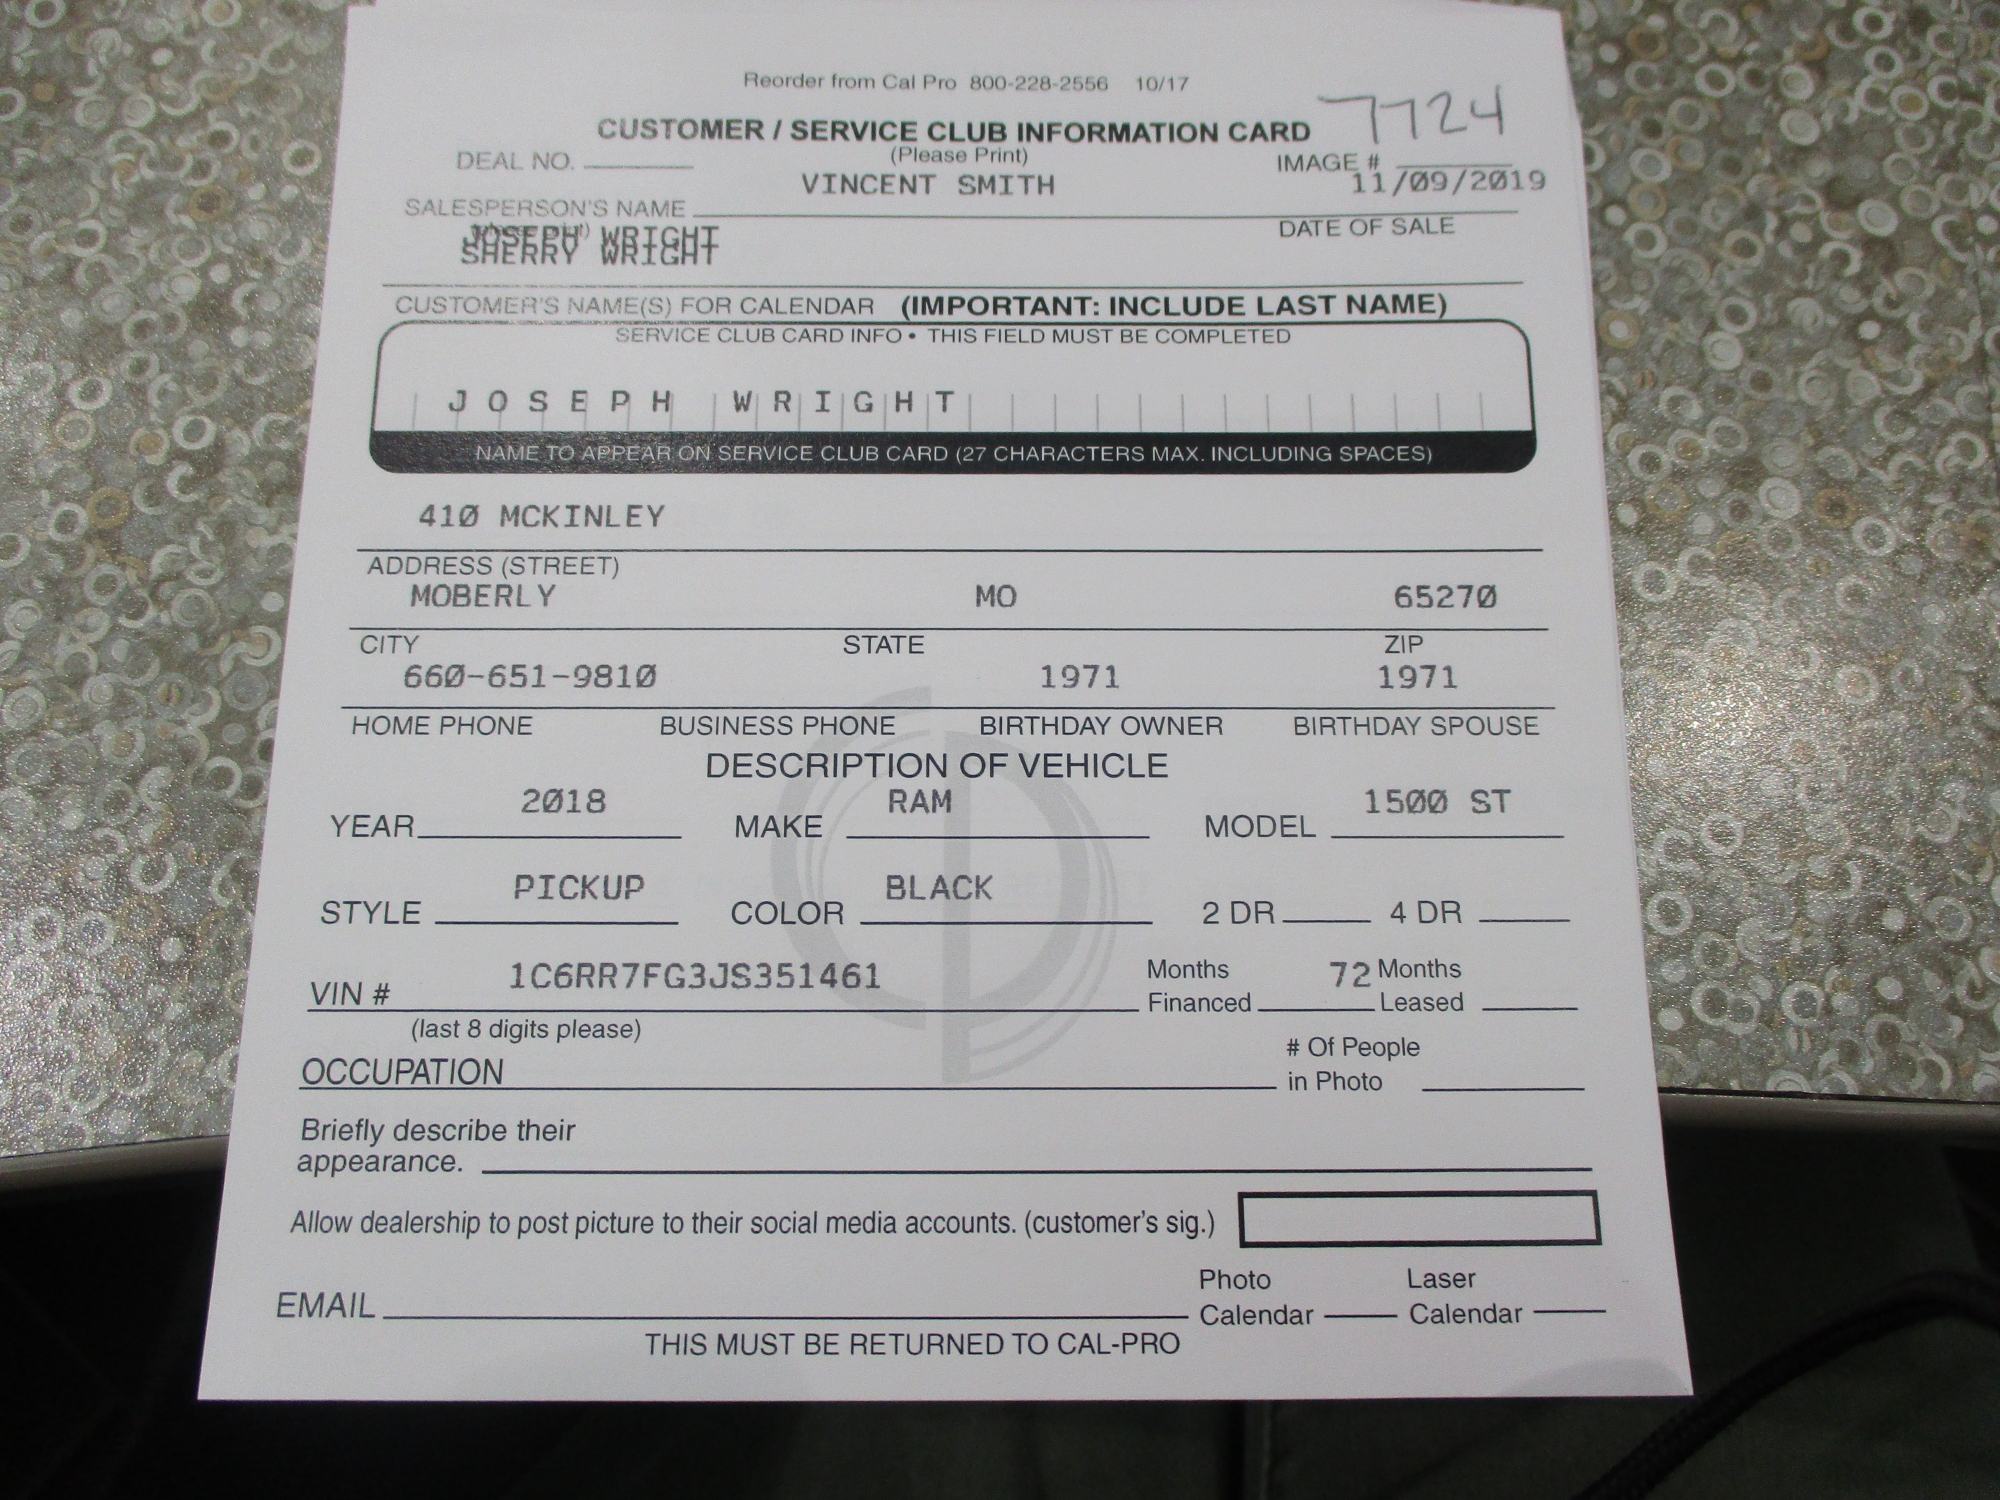 Reorder from Cal Pro 800-228-2556 10/17
7724
CUSTOMER / SERVICE CLUB INFORMATION CARD
DEAL NO. (Please Print) IMAGE #
VINCENT SMITH 11/09/2019
SALESPERSON'S NAME
DATE OF SALE
JOSEPH WRIGHT
SHERRY WRIGHT
CUSTOMER'S NAME(S) FOR CALENDAR (IMPORTANT: INCLUDE LAST NAME)
SERVICE CLUB CARD INFO • THIS FIELD MUST BE COMPLETED
JOSEPH WRIGHT
NAME TO APPEAR ON SERVICE CLUB CARD (27 CHARACTERS MAX. INCLUDING SPACES)
410 MCKINLEY
ADDRESS (STREET)
MOBERLY MO 65270
CITY STATE ZIP
660-651-9810 1971 1971
HOME PHONE BUSINESS PHONE BIRTHDAY OWNER BIRTHDAY SPOUSE
DESCRIPTION OF VEHICLE
2018 RAM 1500 ST
YEAR MAKE MODEL
PICKUP BLACK
STYLE COLOR 2 DR 4 DR
1C6RR7FG3JS351461 Months 72 Months
VIN # Financed Leased
(last 8 digits please)
# Of People
OCCUPATION in Photo
Briefly describe their
appearance.
Allow dealership to post picture to their social media accounts. (customer's sig.)
Photo Laser
EMAIL Calendar Calendar
THIS MUST BE RETURNED TO CAL-PRO